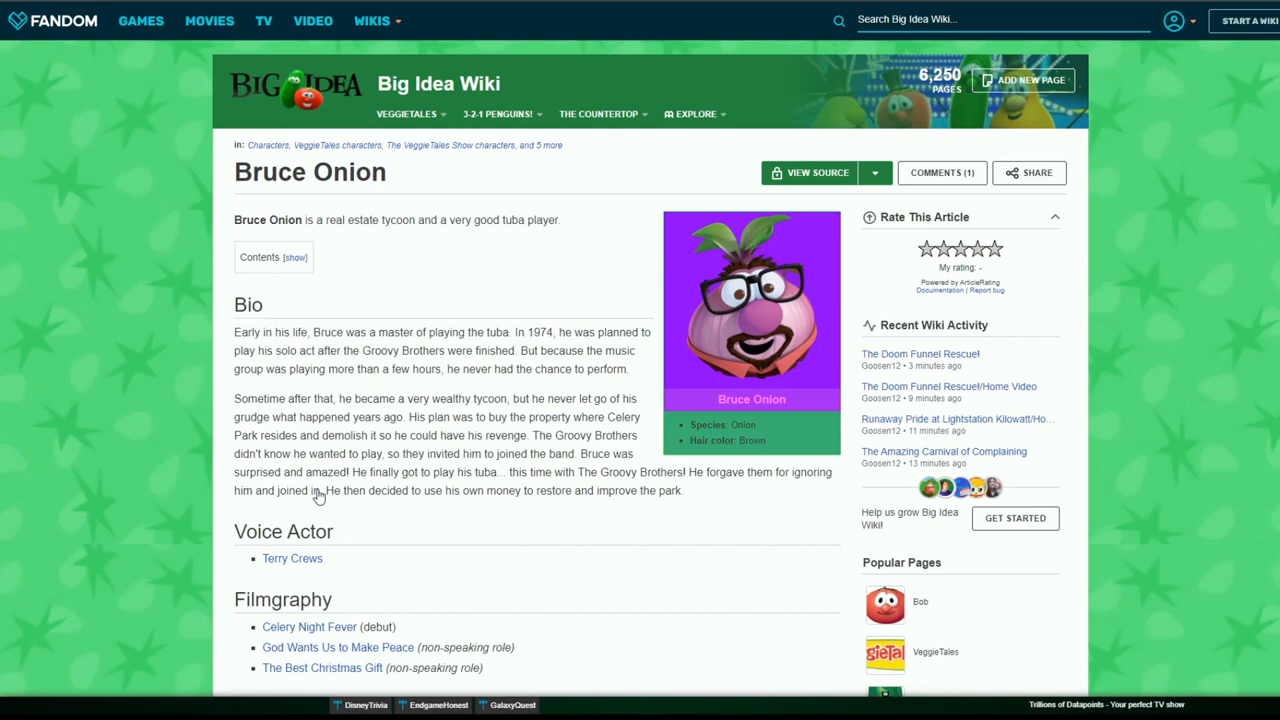 FANDOM GAMES MOVIES TV VIDEO WIKIS Search Big Idea Wiki... START A WIKI
BIG IDEA Big Idea Wiki 6,250 PAGES ADD NEW PAGE
VEGGIETALES 3-2-1 PENGUINS! THE COUNTERTOP EXPLORE
in: Characters, VeggieTales characters, The VeggieTales Show characters, and 5 more
Bruce Onion VIEW SOURCE COMMENTS (1) SHARE
Bruce Onion is a real estate tycoon and a very good tuba player.
Contents [show]
Bio
Early in his life, Bruce was a master of playing the tuba. In 1974, he was planned to
play his solo act after the Groovy Brothers were finished. But because the music
group was playing more than a few hours, he never had the chance to perform.
Sometime after that, he became a very wealthy tycoon, but he never let go of his
grudge what happened years ago. His plan was to buy the property where Celery
Park resides and demolish it so he could have his revenge. The Groovy Brothers
didn't know he wanted to play, so they invited him to joined the band. Bruce was
surprised and amazed! He finally got to play his tuba... this time with The Groovy Brothers! He forgave them for ignoring
him and joined in. He then decided to use his own money to restore and improve the park.
Bruce Onion
Species: Onion
Hair color: Brown
Voice Actor
Terry Crews
Filmgraphy
Celery Night Fever (debut)
God Wants Us to Make Peace (non-speaking role)
The Best Christmas Gift (non-speaking role)
Rate This Article
My rating: -
Powered by ArticleRating
Documentation | Report bug
Recent Wiki Activity
The Doom Funnel Rescue!
Goosen12 • 3 minutes ago
The Doom Funnel Rescue!/Home Video
Goosen12 • 9 minutes ago
Runaway Pride at Lightstation Kilowatt/Ho...
Goosen12 • 11 minutes ago
The Amazing Carnival of Complaining
Goosen12 • 13 minutes ago
Help us grow Big Idea
Wiki!
GET STARTED
Popular Pages
Bob
gieTal VeggieTales
DisneyTrivia EndgameHonest GalaxyQuest Trillions of Datapoints - Your perfect TV show